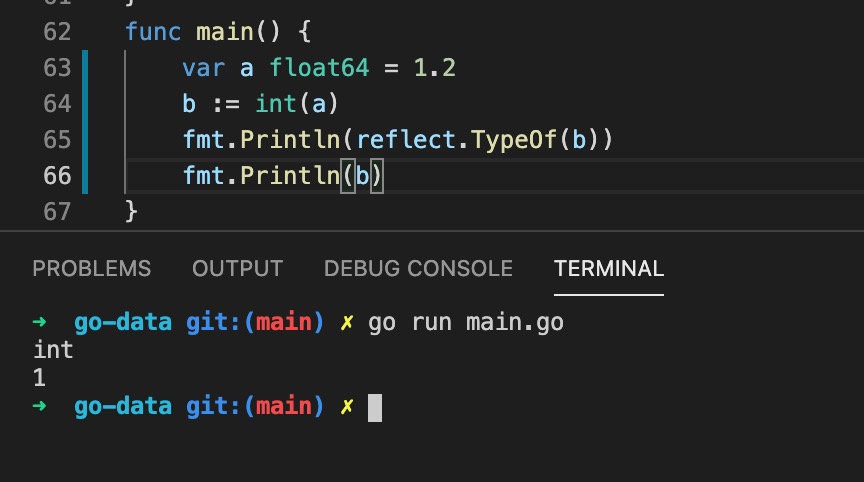 61 }
62 func main() {
63 var a float64 = 1.2
64 b := int(a)
65 fmt.Println(reflect.TypeOf(b))
66 fmt.Println(b)
67 }
PROBLEMS OUTPUT DEBUG CONSOLE TERMINAL
→ go-data git:(main) ✗ go run main.go
int
1
→ go-data git:(main) ✗